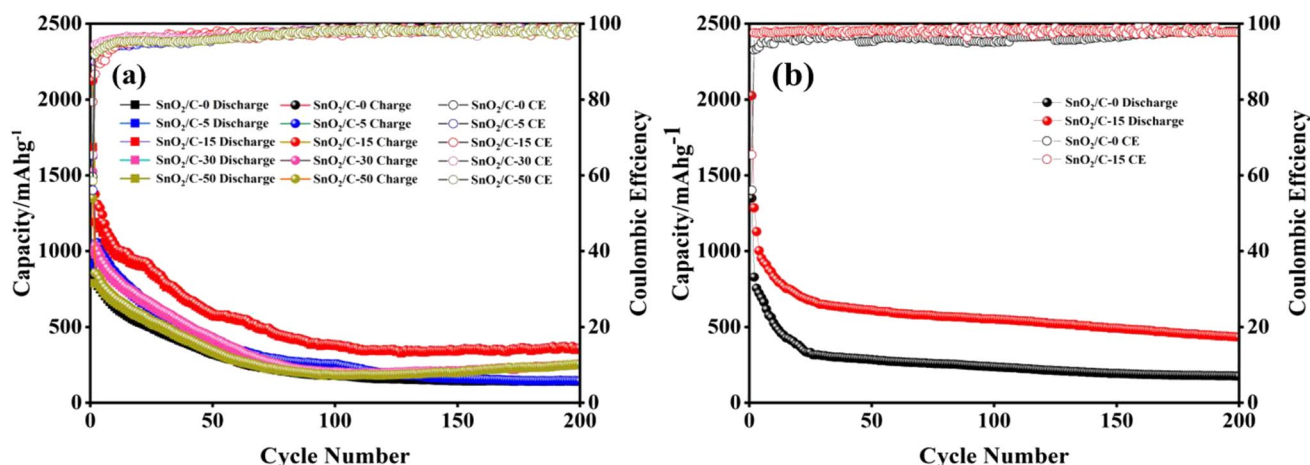 (a)
2500
2000
1500
1000
500
0
Capacity/mAhg⁻¹
SnO₂/C-0 Discharge SnO₂/C-0 Charge SnO₂/C-0 CE
SnO₂/C-5 Discharge SnO₂/C-5 Charge SnO₂/C-5 CE
SnO₂/C-15 Discharge SnO₂/C-15 Charge SnO₂/C-15 CE
SnO₂/C-30 Discharge SnO₂/C-30 Charge SnO₂/C-30 CE
SnO₂/C-50 Discharge SnO₂/C-50 Charge SnO₂/C-50 CE
100
80
60
40
20
0
Coulombic Effciency
0 50 100 150 200
Cycle Number
(b)
2500
2000
1500
1000
500
0
Capacity/mAhg⁻¹
SnO₂/C-0 Discharge
SnO₂/C-15 Discharge
SnO₂/C-0 CE
SnO₂/C-15 CE
100
80
60
40
20
0
Coulombic Effciency
0 50 100 150 200
Cycle Number